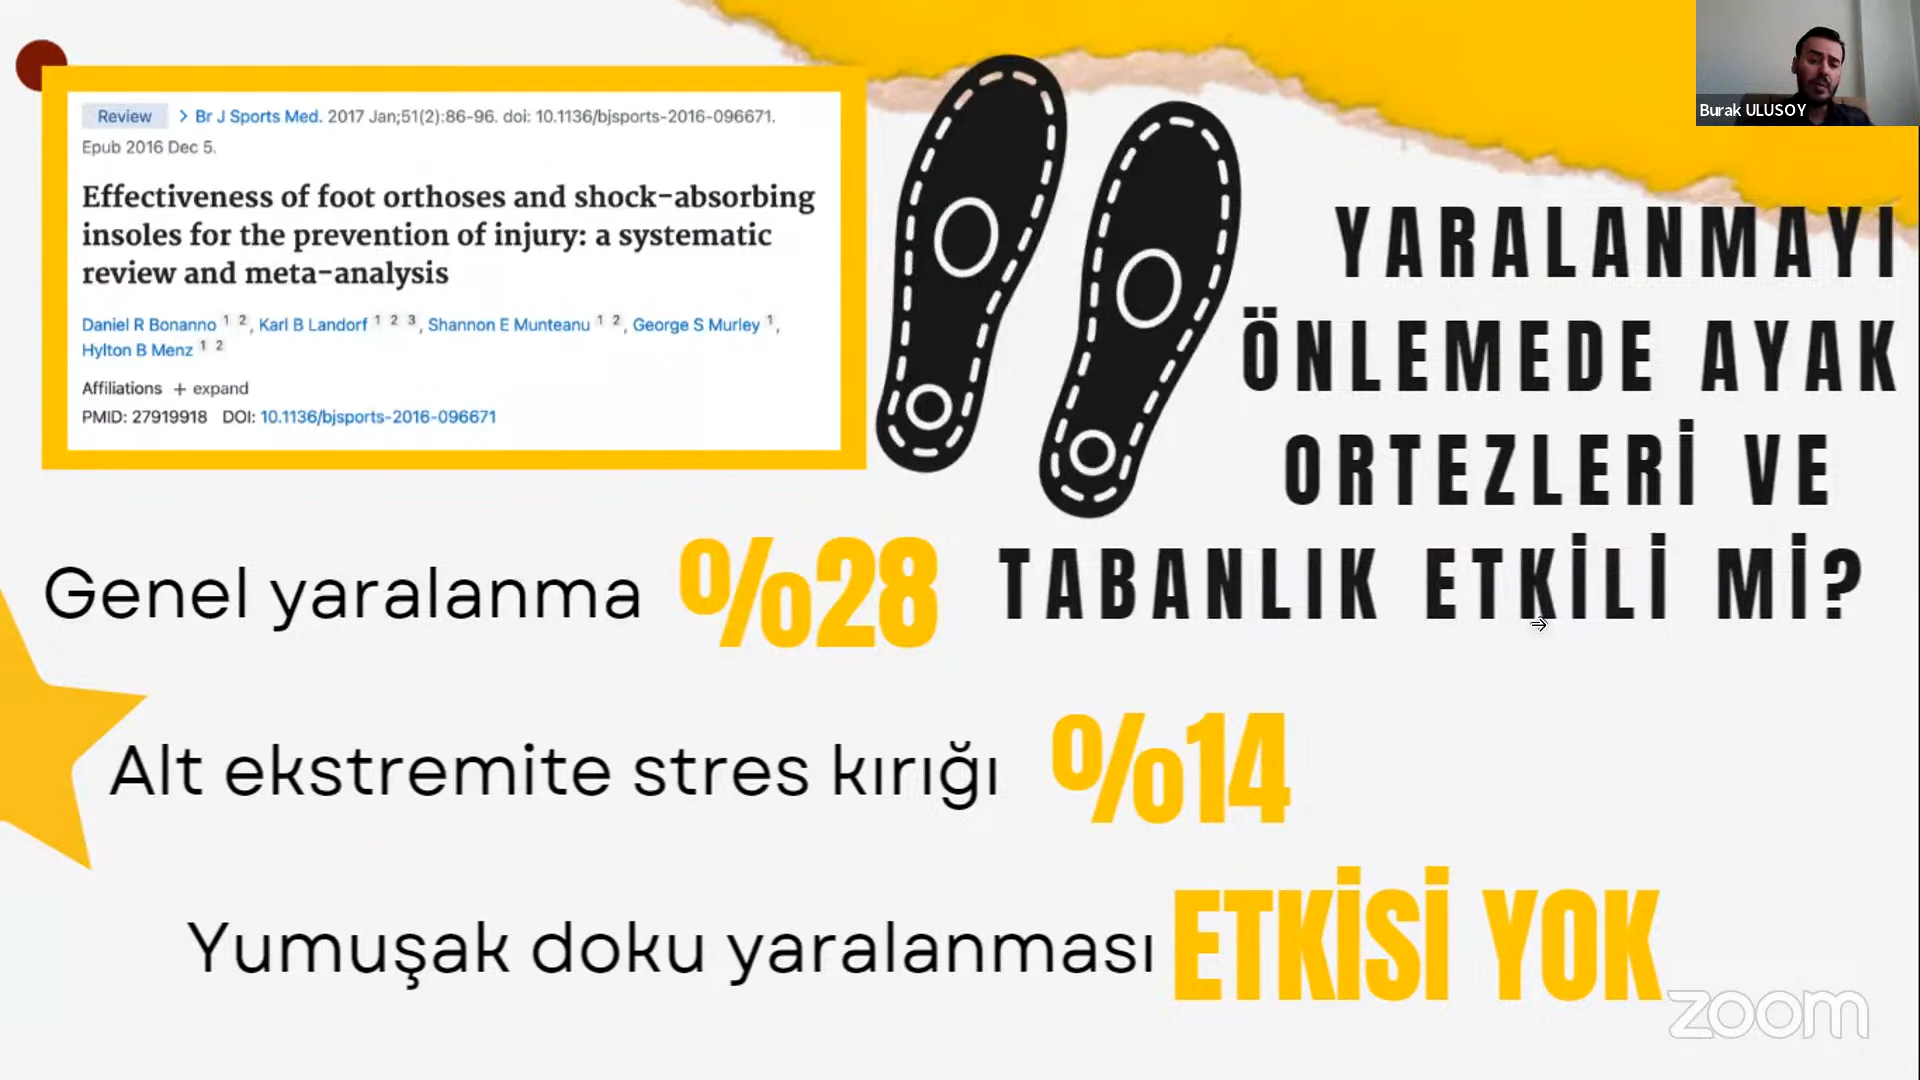 Review > Br J Sports Med. 2017 Jan;51(2):86-96. doi: 10.1136/bjsports-2016-096671.
Epub 2016 Dec 5.
Effectiveness of foot orthoses and shock-absorbing
insoles for the prevention of injury: a systematic
review and meta-analysis
Daniel R Bonanno 1 2, Karl B Landorf 1 2 3, Shannon E Munteanu 1 2, George S Murley 1,
Hylton B Menz 1 2
Affiliations + expand
PMID: 27919918 DOI: 10.1136/bjsports-2016-096671
Burak ULUSOY
YARALANMAYI
ÖNLEMEDE AYAK
ORTEZLERİ VE
TABANLIK ETKİLİ Mİ?
Genel yaralanma %28
Alt ekstremite stres kırığı %14
Yumuşak doku yaralanması ETKİSİ YOK
zoom